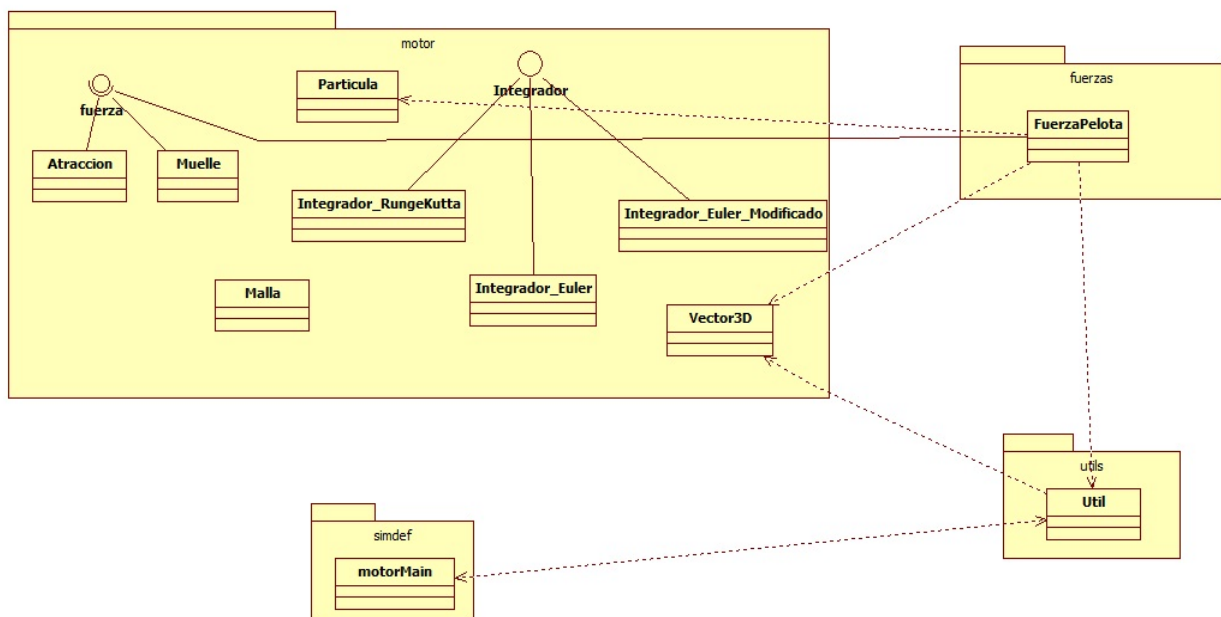 motor
fuerza
Particula
Integrador
Atraccion
Muelle
Integrador_RungeKutta
Integrador_Euler_Modificado
Malla
Integrador_Euler
Vector3D
fuerzas
FuerzaPelota
utils
Util
simdef
motorMain